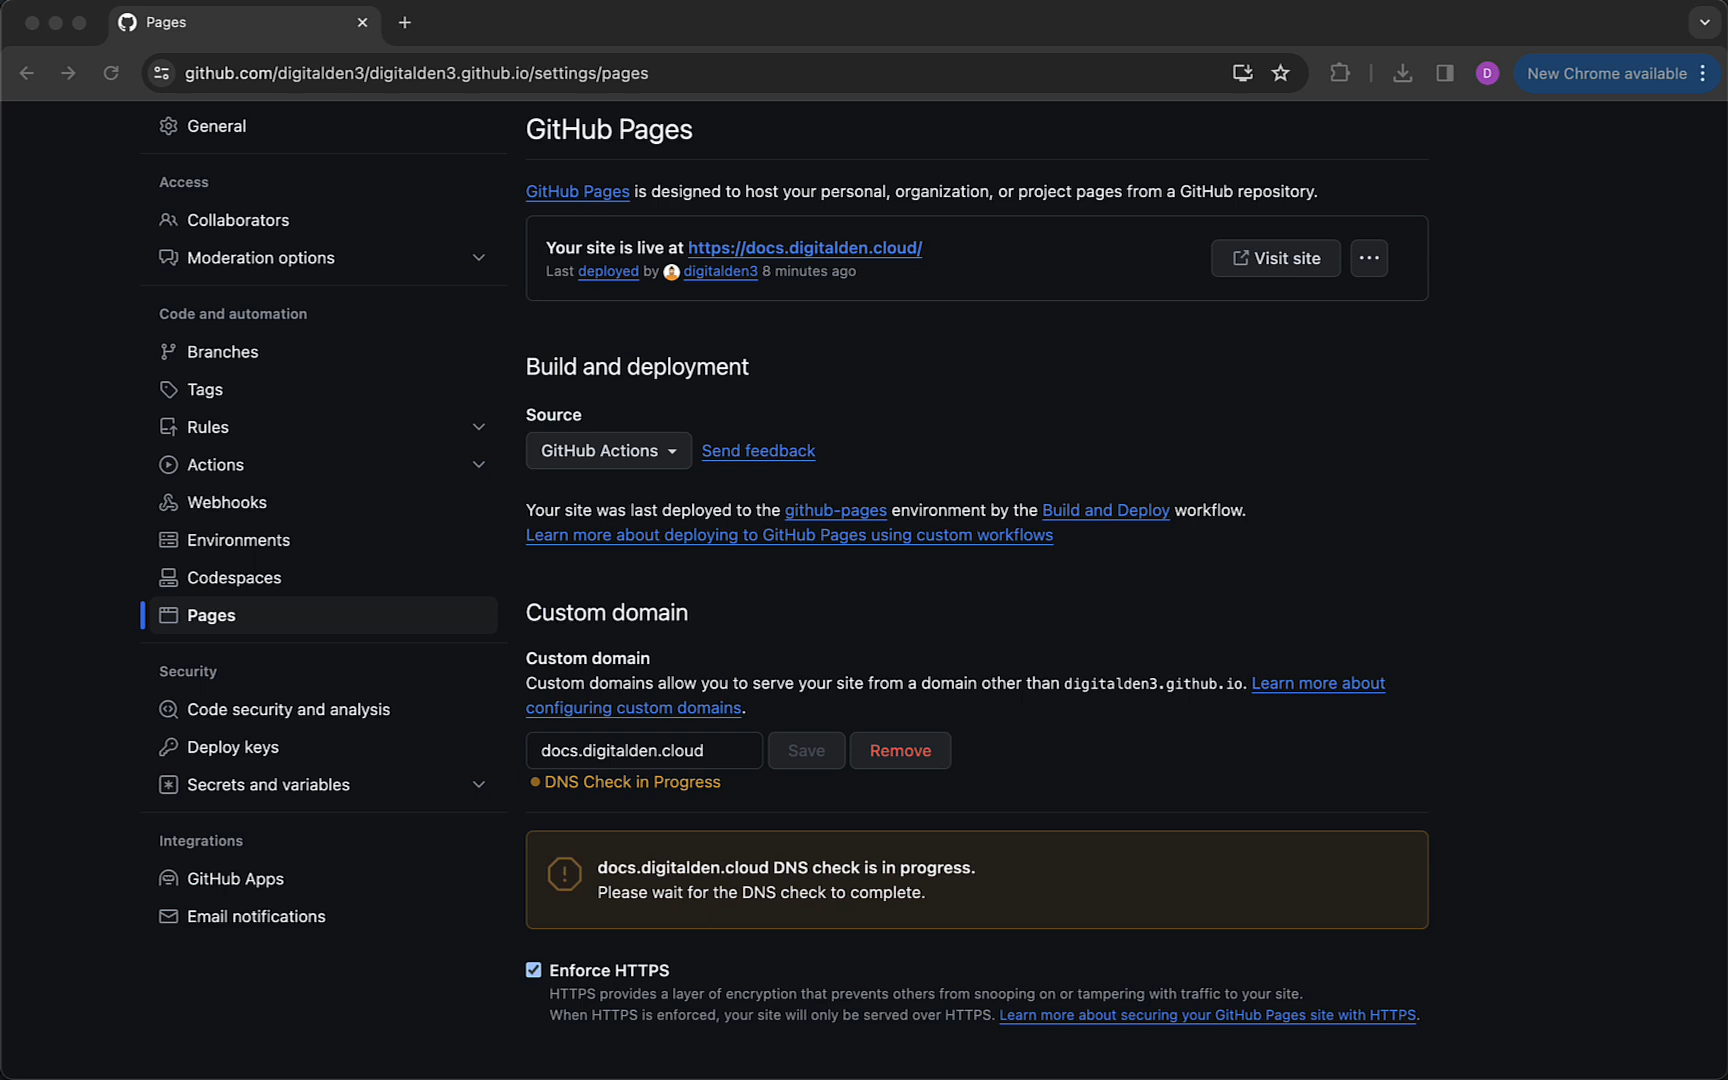 Pages
github.com/digitalden3/digitalden3.github.io/settings/pages
D
New Chrome available
General
Access
Collaborators
Moderation options
Code and automation
Branches
Tags
Rules
Actions
Webhooks
Environments
Codespaces
Pages
Security
Code security and analysis
Deploy keys
Secrets and variables
Integrations
GitHub Apps
Email notifications
GitHub Pages
GitHub Pages is designed to host your personal, organization, or project pages from a GitHub repository.
Your site is live at https://docs.digitalden.cloud/
Last deployed by digitalden3 8 minutes ago
Visit site
Build and deployment
Source
GitHub Actions
Send feedback
Your site was last deployed to the github-pages environment by the Build and Deploy workflow.
Learn more about deploying to GitHub Pages using custom workflows
Custom domain
Custom domain
Custom domains allow you to serve your site from a domain other than digitalden3.github.io. Learn more about
configuring custom domains.
docs.digitalden.cloud
Save
Remove
DNS Check in Progress
docs.digitalden.cloud DNS check is in progress.
Please wait for the DNS check to complete.
Enforce HTTPS
HTTPS provides a layer of encryption that prevents others from snooping on or tampering with traffic to your site.
When HTTPS is enforced, your site will only be served over HTTPS. Learn more about securing your GitHub Pages site with HTTPS.